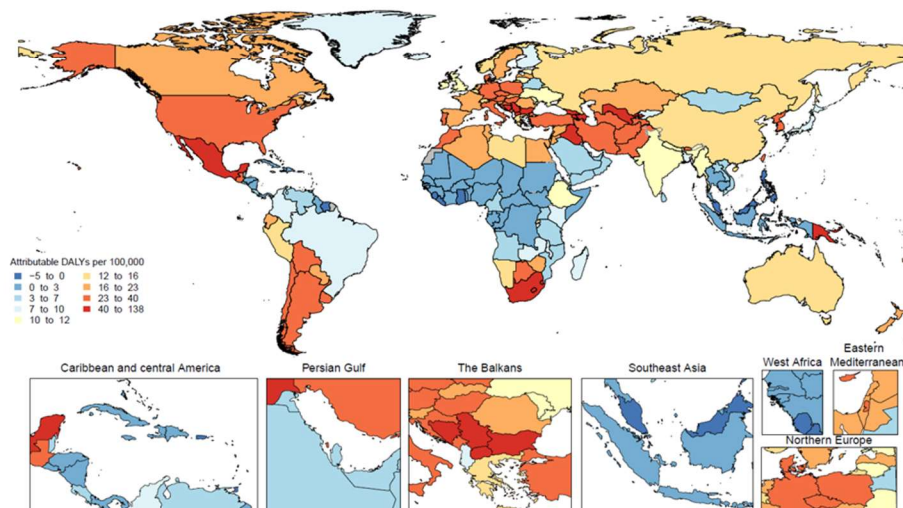 Attributable DALYs per 100,000
−5 to 0
0 to 3
3 to 7
7 to 10
10 to 12
12 to 16
16 to 23
23 to 40
40 to 138
Caribbean and central America
Persian Gulf
The Balkans
Southeast Asia
West Africa
Eastern
Mediterranean
Northern Europe